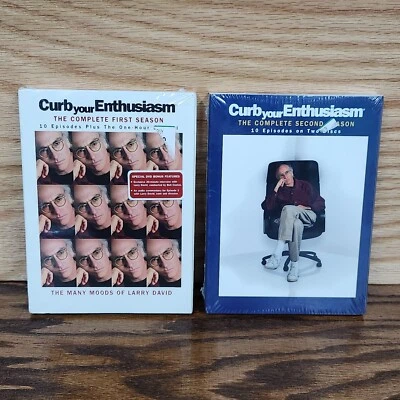 Curb your Enthusiasm
THE COMPLETE FIRST SEASON
10 Episodes Plus The One-Hour
SPECIAL DVD BONUS FEATURES:
THE MANY MOODS OF LARRY DAVID
Curb your Enthusiasm
THE COMPLETE SECOND SEASON
10 Episodes on Two Discs